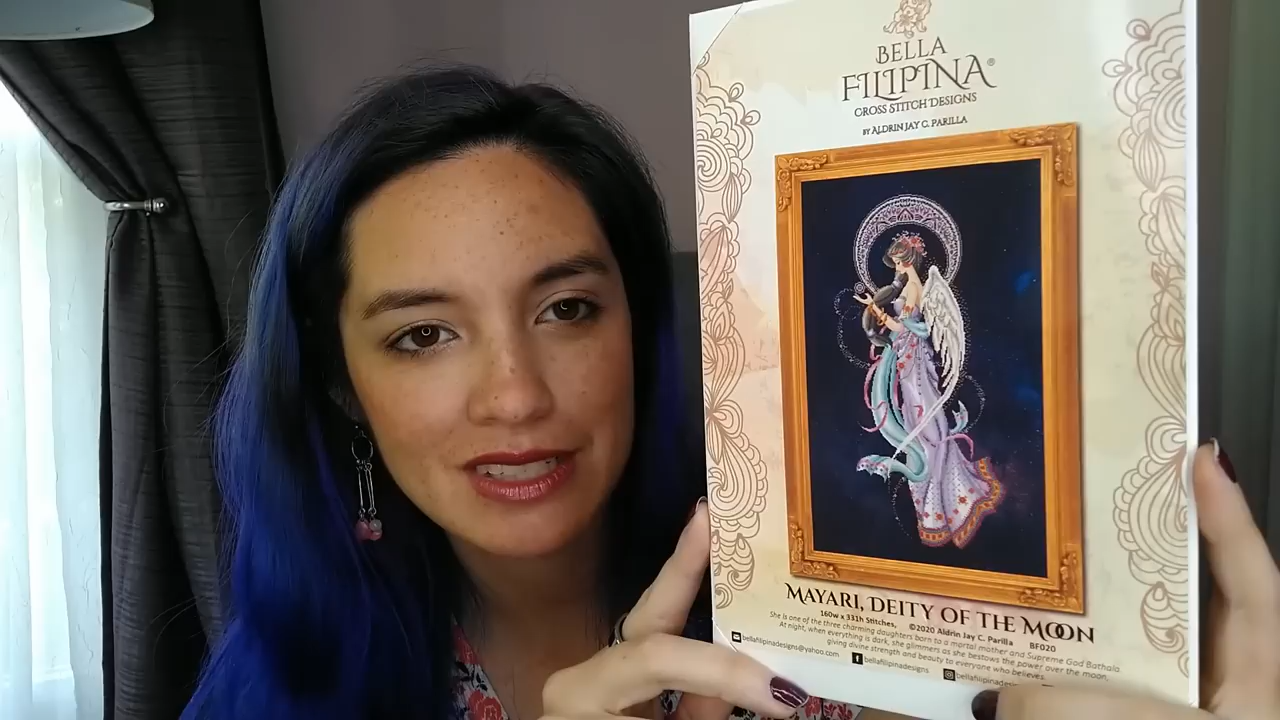 BELLA
FILIPINA®
CROSS STITCH DESIGNS
BY ALDRIN JAY C. PARILLA
MAYARI, DEITY OF THE MOON
160w x 331h Stitches, ©2020 Aldrin Jay C. Parilla BF020
She is one of the three charming daughters born to a mortal mother and Supreme God Bathala.
At night, when everything is dark, she glimmers as she bestows the power over the moon,
giving divine strength and beauty to everyone who believes.
bellafilipinadesigns@yahoo.com bellafilipinadesigns